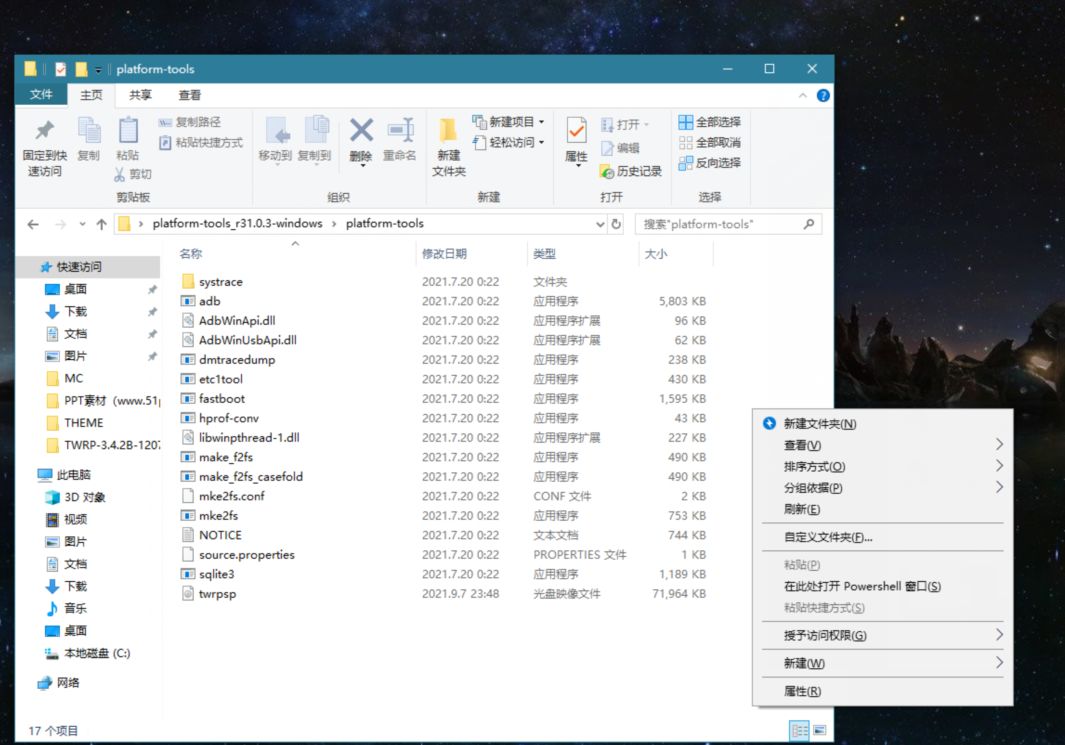 platform-tools
文件 主页 共享 查看
固定到快速访问
复制
粘贴
复制路径
粘贴快捷方式
剪切
剪贴板
移动到 复制到 删除 重命名
组织
新建文件夹
新建项目
轻松访问
新建
属性
打开
编辑
历史记录
打开
全部选择
全部取消
反向选择
选择
platform-tools_r31.0.3-windows › platform-tools
搜索"platform-tools"
名称 修改日期 类型 大小
快速访问
桌面
下载
文档
图片
MC
PPT素材（www.51p
THEME
TWRP-3.4.2B-1207
此电脑
3D 对象
视频
图片
文档
下载
音乐
桌面
本地磁盘 (C:)
网络
systrace 2021.7.20 0:22 文件夹
adb 2021.7.20 0:22 应用程序 5,803 KB
AdbWinApi.dll 2021.7.20 0:22 应用程序扩展 96 KB
AdbWinUsbApi.dll 2021.7.20 0:22 应用程序扩展 62 KB
dmtracedump 2021.7.20 0:22 应用程序 238 KB
etc1tool 2021.7.20 0:22 应用程序 430 KB
fastboot 2021.7.20 0:22 应用程序 1,595 KB
hprof-conv 2021.7.20 0:22 应用程序 43 KB
libwinpthread-1.dll 2021.7.20 0:22 应用程序扩展 227 KB
make_f2fs 2021.7.20 0:22 应用程序 490 KB
make_f2fs_casefold 2021.7.20 0:22 应用程序 490 KB
mke2fs.conf 2021.7.20 0:22 CONF 文件 2 KB
mke2fs 2021.7.20 0:22 应用程序 753 KB
NOTICE 2021.7.20 0:22 文本文档 744 KB
source.properties 2021.7.20 0:22 PROPERTIES 文件 1 KB
sqlite3 2021.7.20 0:22 应用程序 1,189 KB
twrpsp 2021.9.7 23:48 光盘映像文件 71,964 KB
新建文件夹(N)
查看(V)
排序方式(O)
分组依据(P)
刷新(E)
自定义文件夹(F)...
粘贴(P)
在此处打开 Powershell 窗口(S)
粘贴快捷方式(S)
授予访问权限(G)
新建(W)
属性(R)
17 个项目